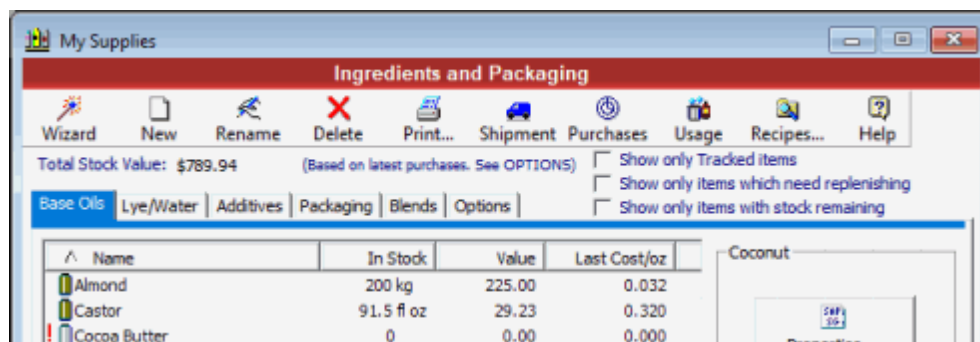 My Supplies
Ingredients and Packaging
Wizard New Rename Delete Print... Shipment Purchases Usage Recipes... Help
Total Stock Value: $789.94 (Based on latest purchases. See OPTIONS) Show only Tracked items
Show only items which need replenishing
Base Oils Lye/Water Additives Packaging Blends Options Show only items with stock remaining
Name In Stock Value Last Cost/oz Coconut
Almond 200 kg 225.00 0.032
Castor 91.5 fl oz 29.23 0.320
Cocoa Butter 0 0.00 0.000
Properties